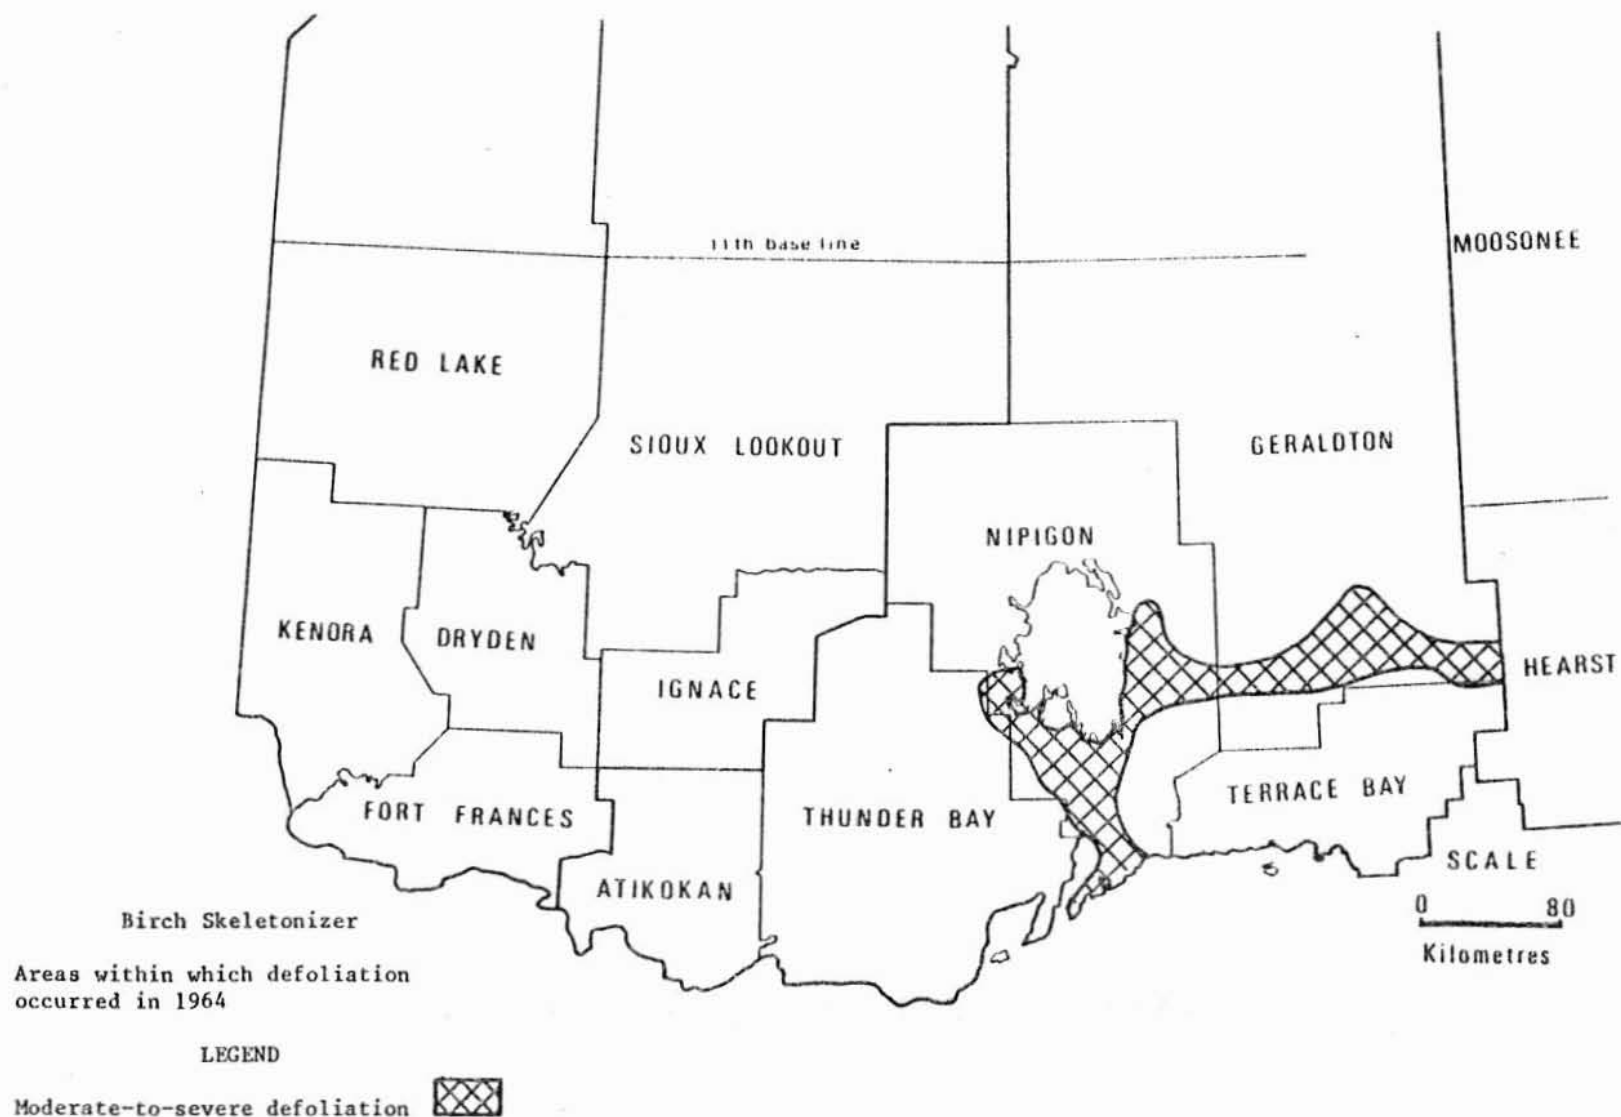 11th base line
MOOSONEE
RED LAKE
SIOUX LOOKOUT
GERALDTON
NIPIGON
KENORA
DRYDEN
IGNACE
HEARST
FORT FRANCES
THUNDER BAY
TERRACE BAY
ATIKOKAN
SCALE
0 80
Kilometres
Birch Skeletonizer
Areas within which defoliation
occurred in 1964
LEGEND
Moderate-to-severe defoliation